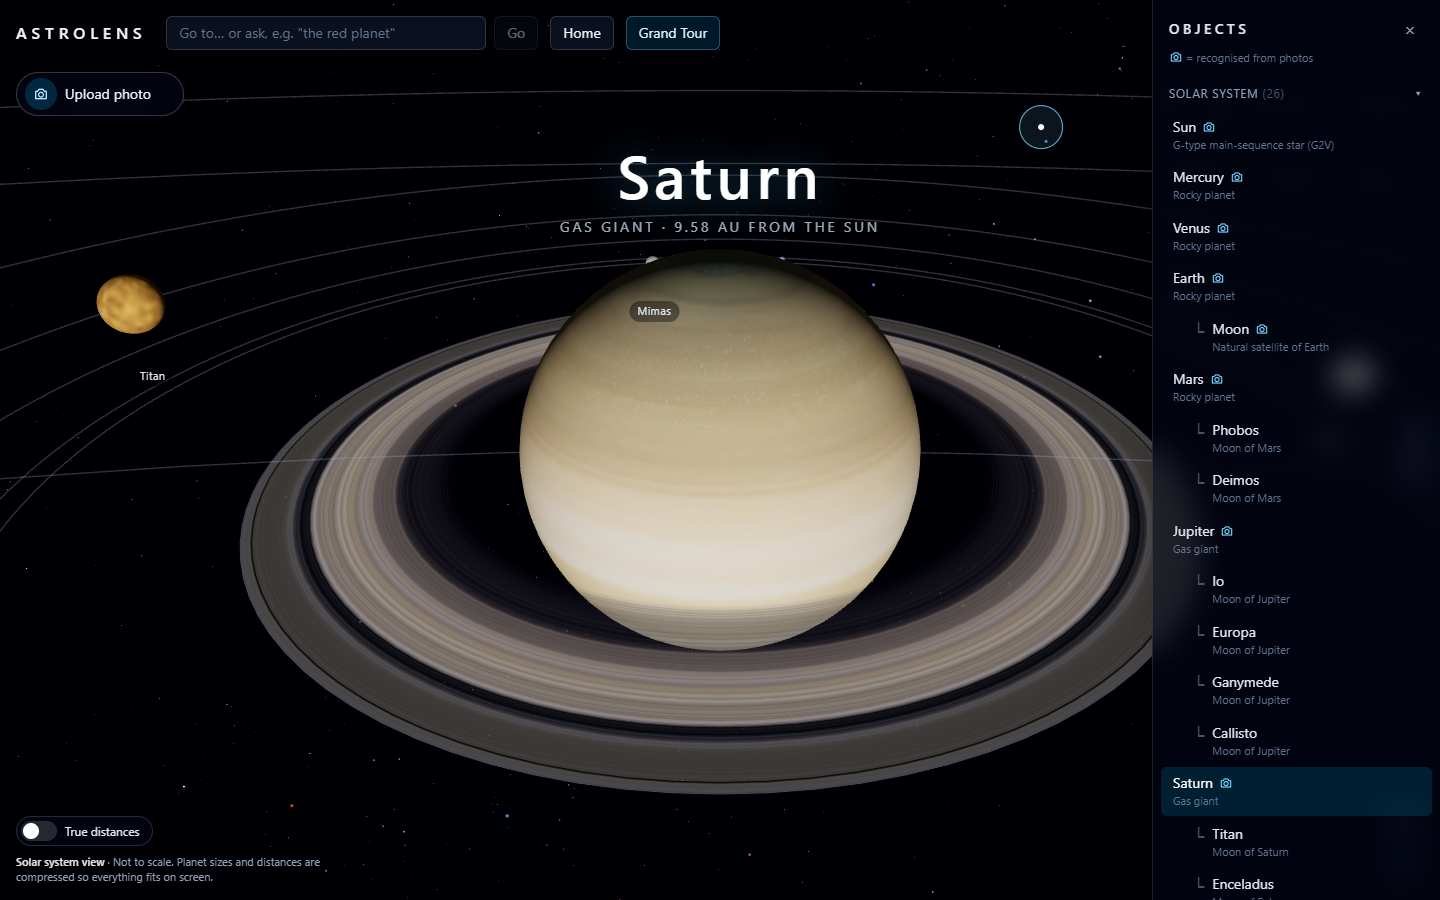 ASTROLENS
Go to... or ask, e.g. "the red planet"
Go
Home
Grand Tour
Upload photo
Saturn
GAS GIANT · 9.58 AU FROM THE SUN
Mimas
Titan
True distances
Solar system view · Not to scale. Planet sizes and distances are
compressed so everything fits on screen.
OBJECTS
= recognised from photos
SOLAR SYSTEM (26)
Sun
G-type main-sequence star (G2V)
Mercury
Rocky planet
Venus
Rocky planet
Earth
Rocky planet
Moon
Natural satellite of Earth
Mars
Rocky planet
Phobos
Moon of Mars
Deimos
Moon of Mars
Jupiter
Gas giant
Io
Moon of Jupiter
Europa
Moon of Jupiter
Ganymede
Moon of Jupiter
Callisto
Moon of Jupiter
Saturn
Gas giant
Titan
Moon of Saturn
Enceladus